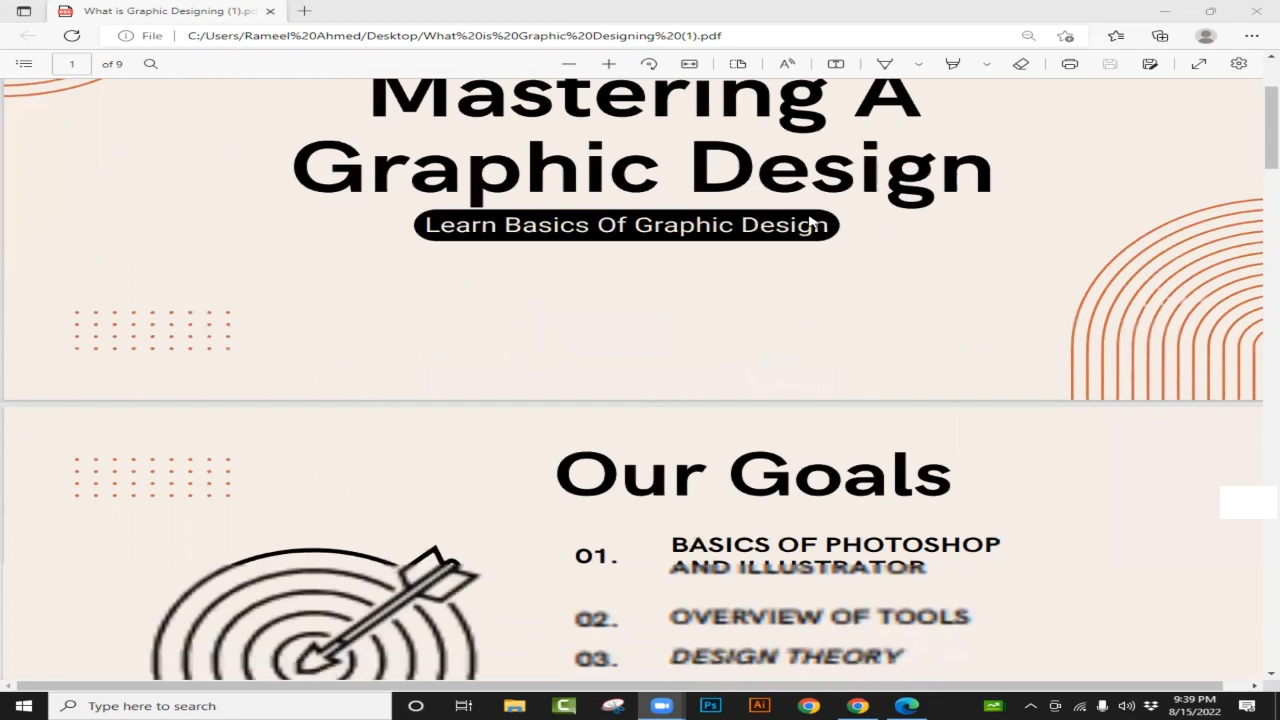 What is Graphic Designing (1).pd
File
C:/Users/Rameel%20Ahmed/Desktop/What%20is%20Graphic%20Designing%20(1).pdf
1 of 9
Mastering A
Graphic Design
Learn Basics Of Graphic Design
Our Goals
01. BASICS OF PHOTOSHOP
AND ILLUSTRATOR
02. OVERVIEW OF TOOLS
03. DESIGN THEORY
Type here to search
Ps
Ai
9:39 PM
8/15/2022